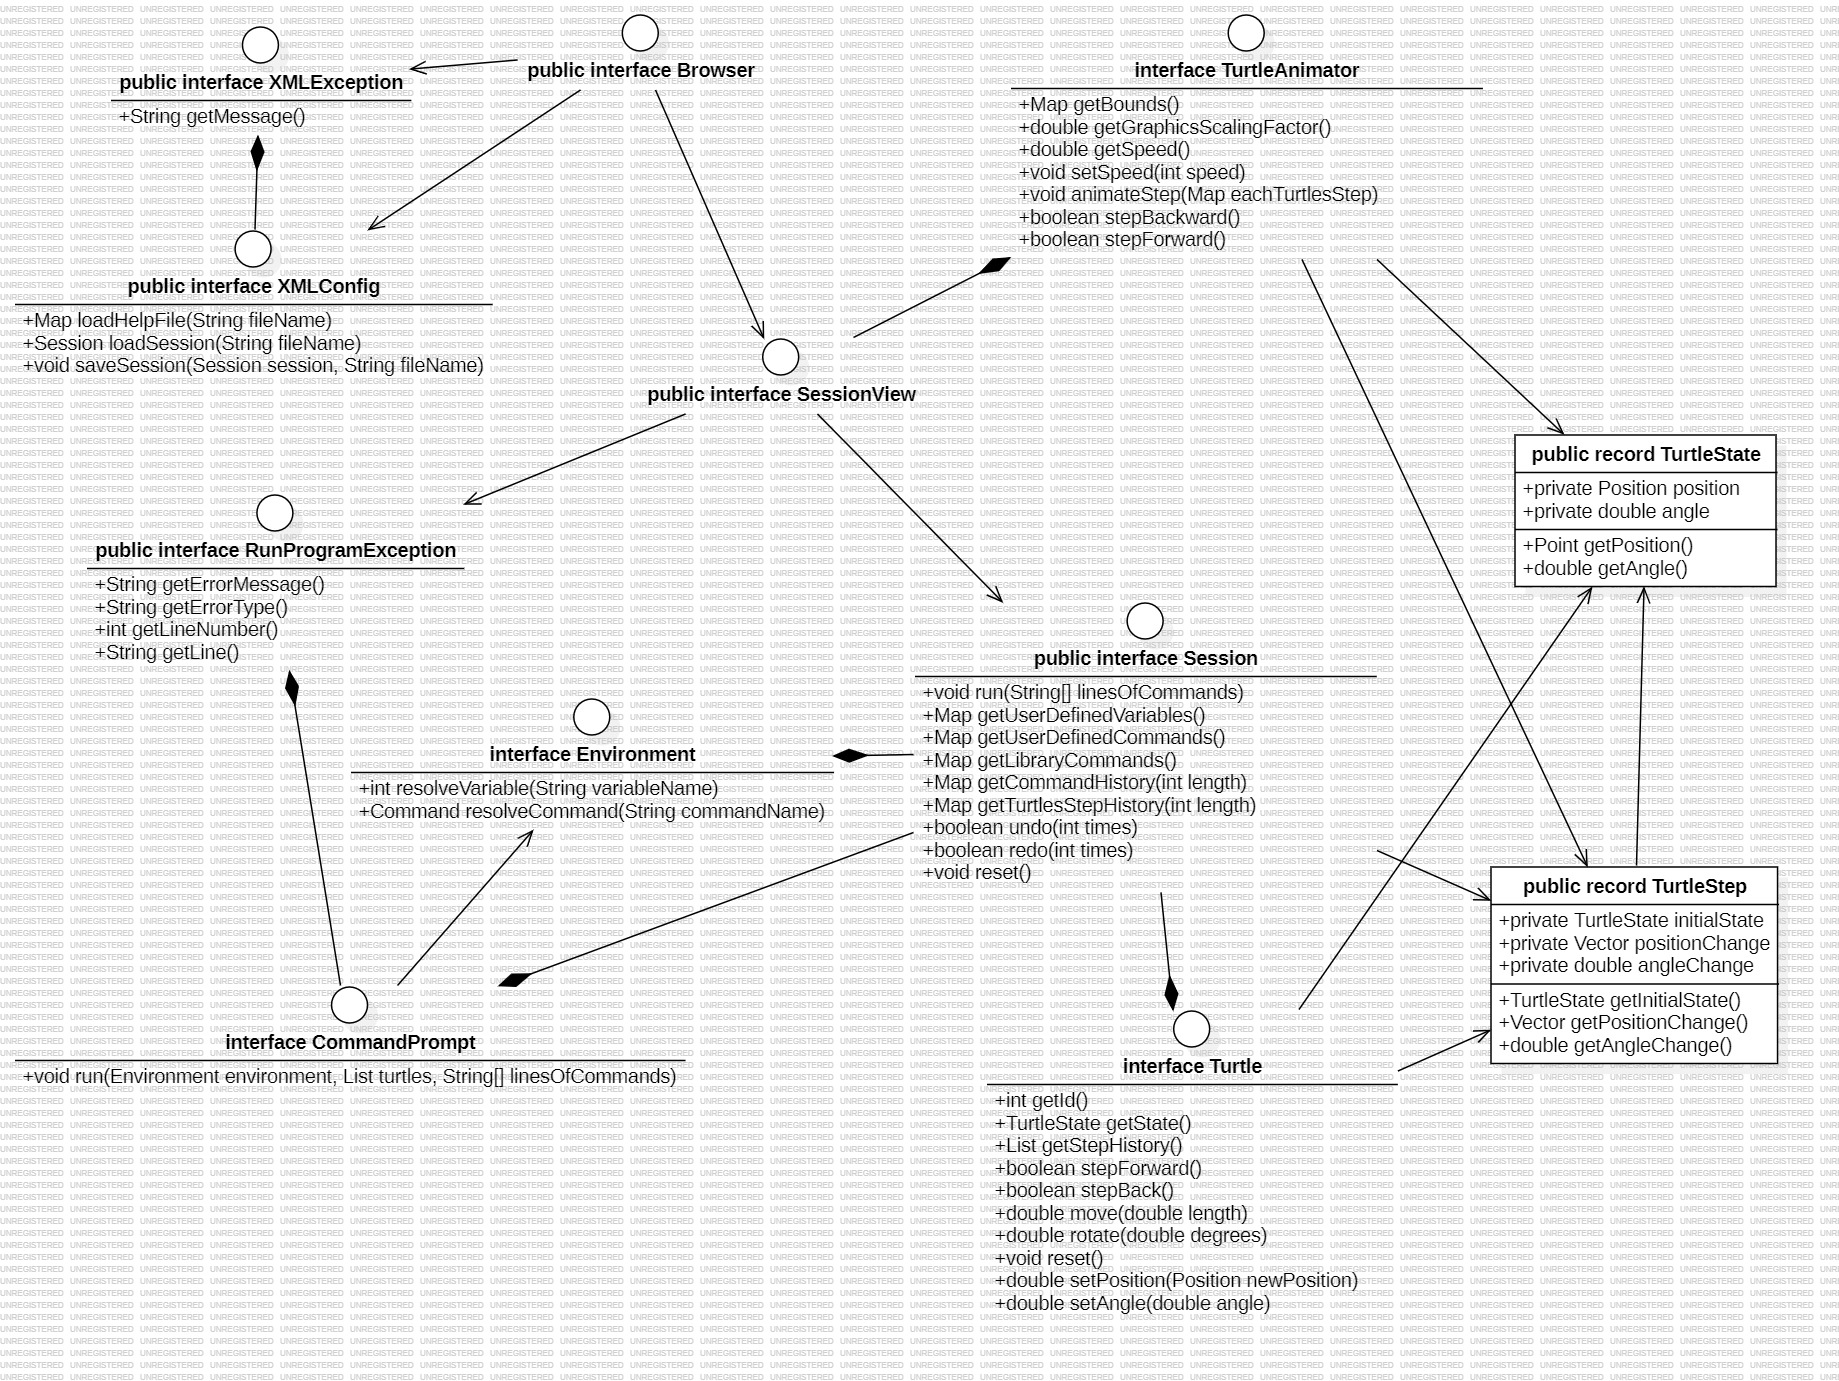 public interface XMLException
+String getMessage()
public interface Browser
interface TurtleAnimator
+Map getBounds()
+double getGraphicsScalingFactor()
+double getSpeed()
+void setSpeed(int speed)
+void animateStep(Map eachTurtlesStep)
+boolean stepBackward()
+boolean stepForward()
public interface XMLConfig
+Map loadHelpFile(String fileName)
+Session loadSession(String fileName)
+void saveSession(Session session, String fileName)
public interface SessionView
public record TurtleState
+private Position position
+private double angle
+Point getPosition()
+double getAngle()
public interface RunProgramException
+String getErrorMessage()
+String getErrorType()
+int getLineNumber()
+String getLine()
public interface Session
+void run(String[] linesOfCommands)
+Map getUserDefinedVariables()
+Map getUserDefinedCommands()
+Map getLibraryCommands()
+Map getCommandHistory(int length)
+Map getTurtlesStepHistory(int length)
+boolean undo(int times)
+boolean redo(int times)
+void reset()
interface Environment
+int resolveVariable(String variableName)
+Command resolveCommand(String commandName)
public record TurtleStep
+private TurtleState initialState
+private Vector positionChange
+private double angleChange
+TurtleState getInitialState()
+Vector getPositionChange()
+double getAngleChange()
interface CommandPrompt
+void run(Environment environment, List turtles, String[] linesOfCommands)
interface Turtle
+int getId()
+TurtleState getState()
+List getStepHistory()
+boolean stepForward()
+boolean stepBack()
+double move(double length)
+double rotate(double degrees)
+void reset()
+double setPosition(Position newPosition)
+double setAngle(double angle)
UNREGISTERED